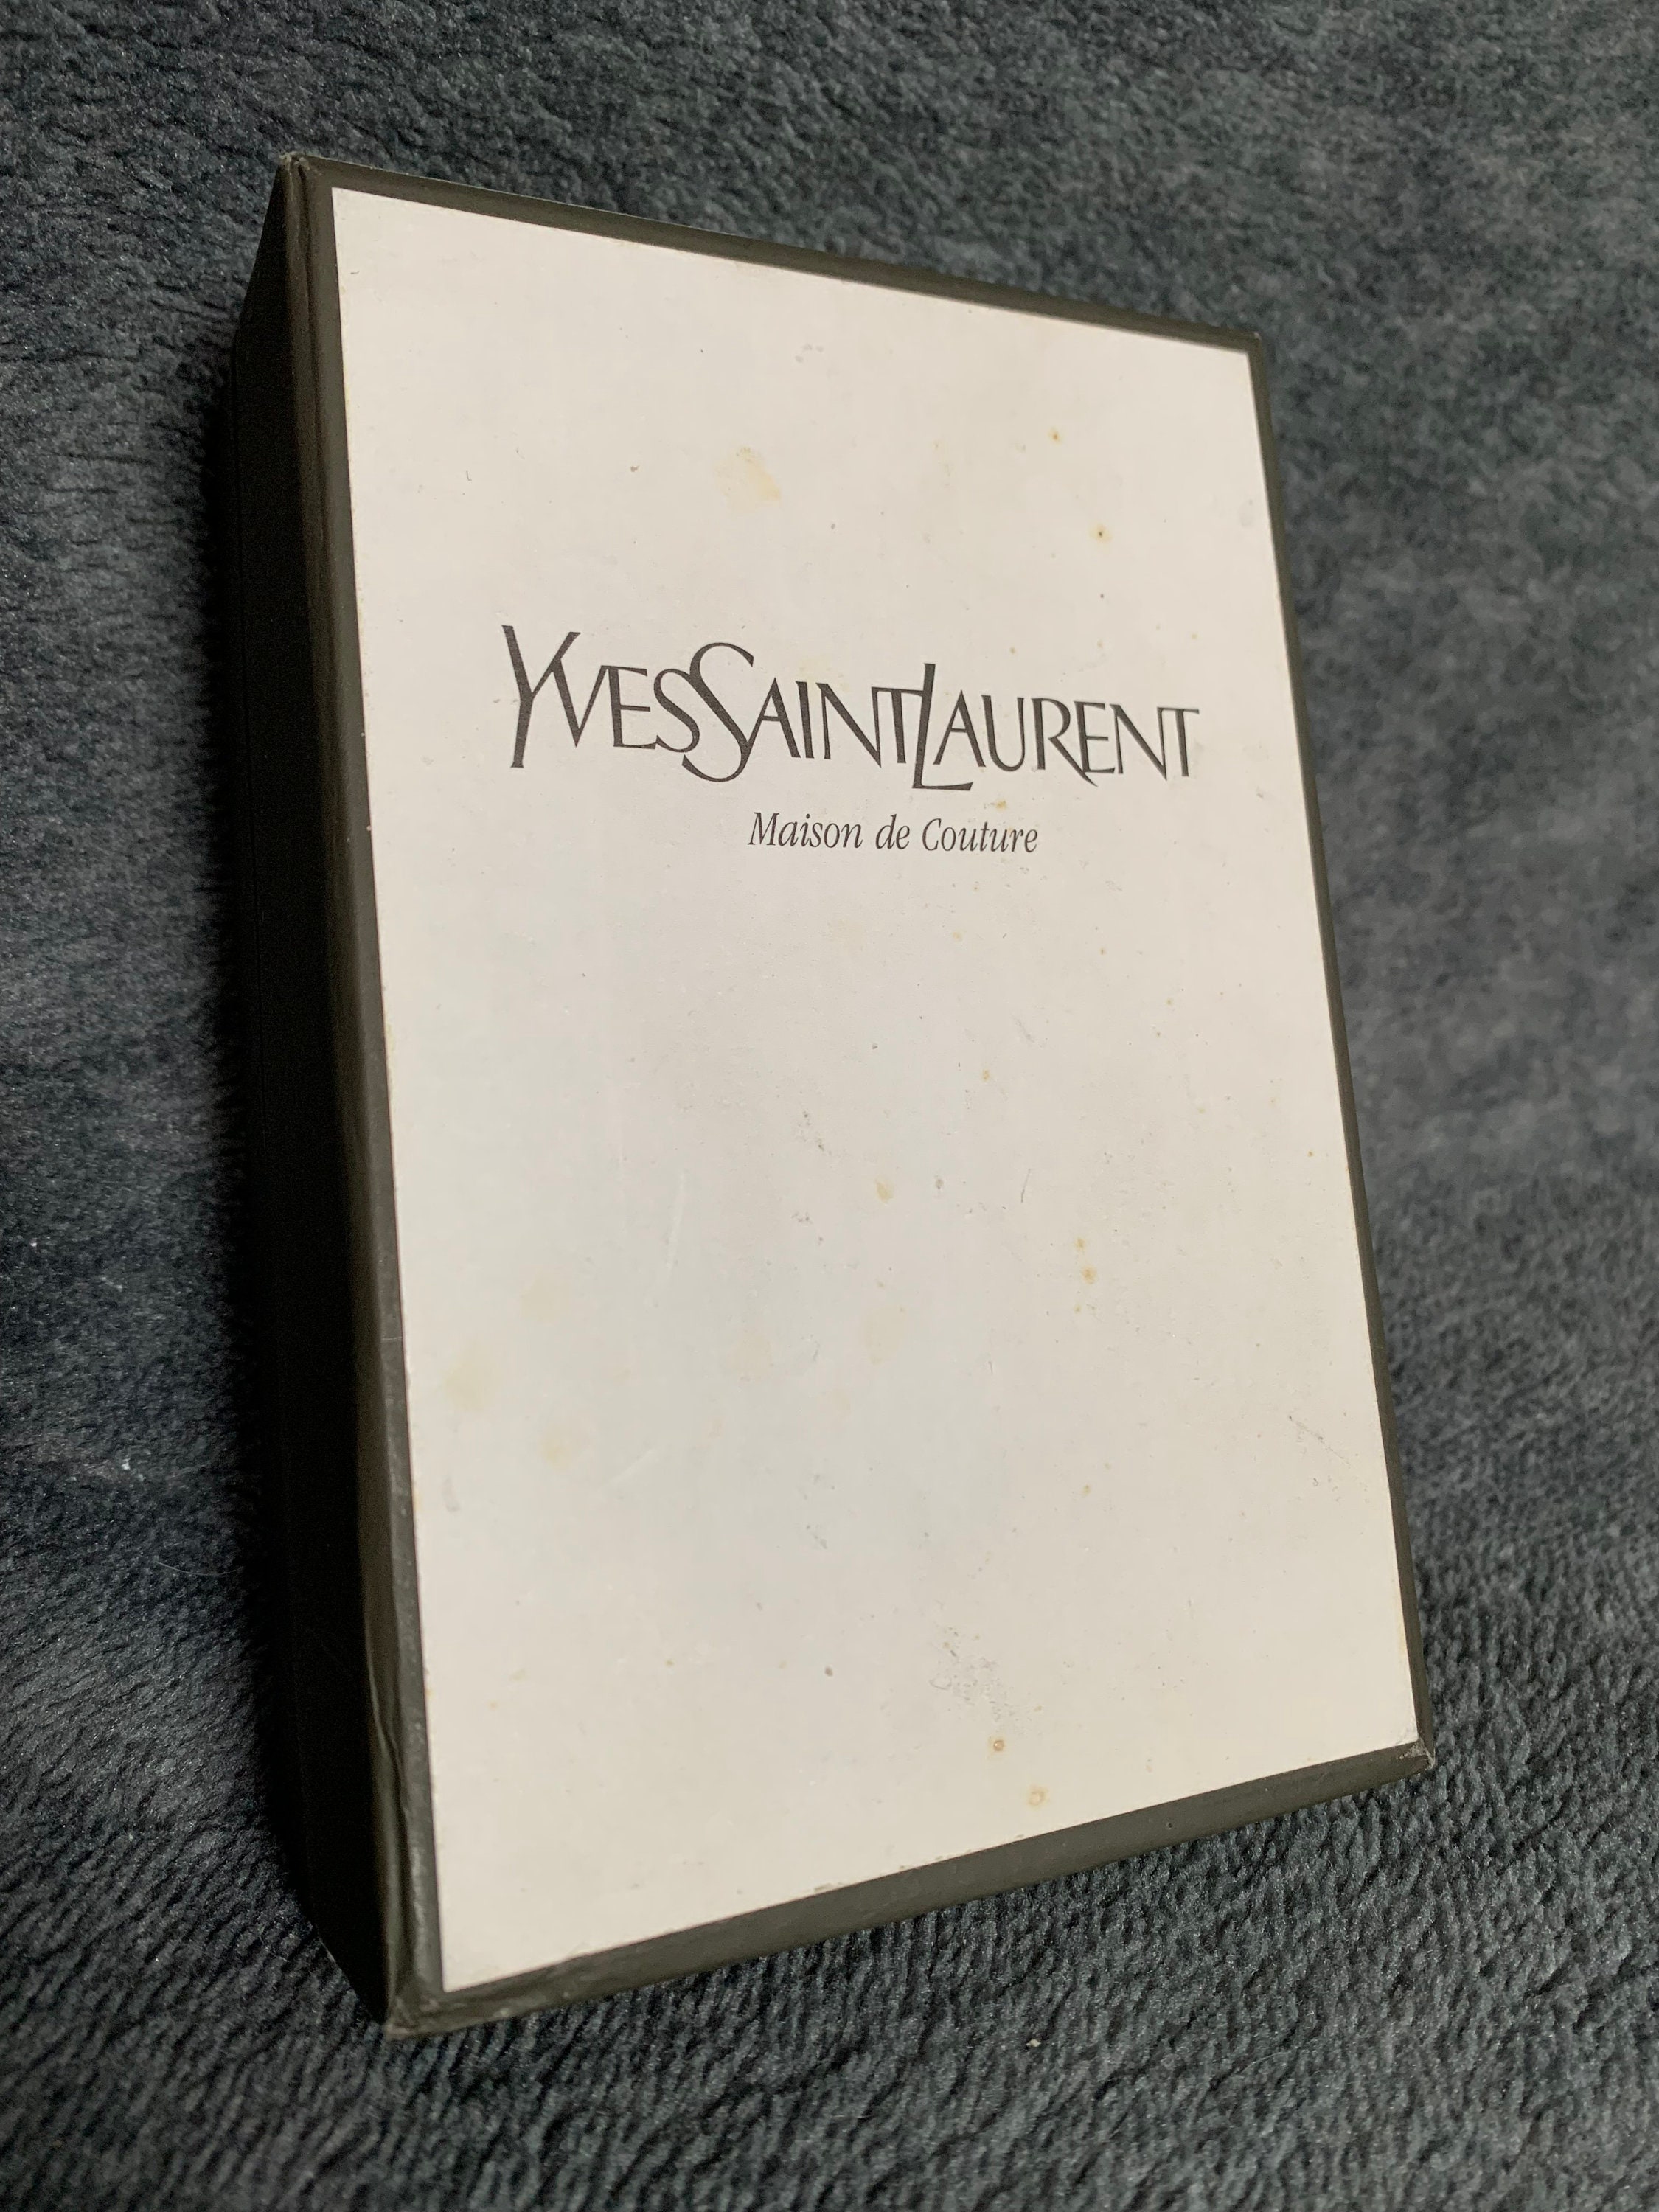 YVESSAINTLAURENT
Maison de Couture